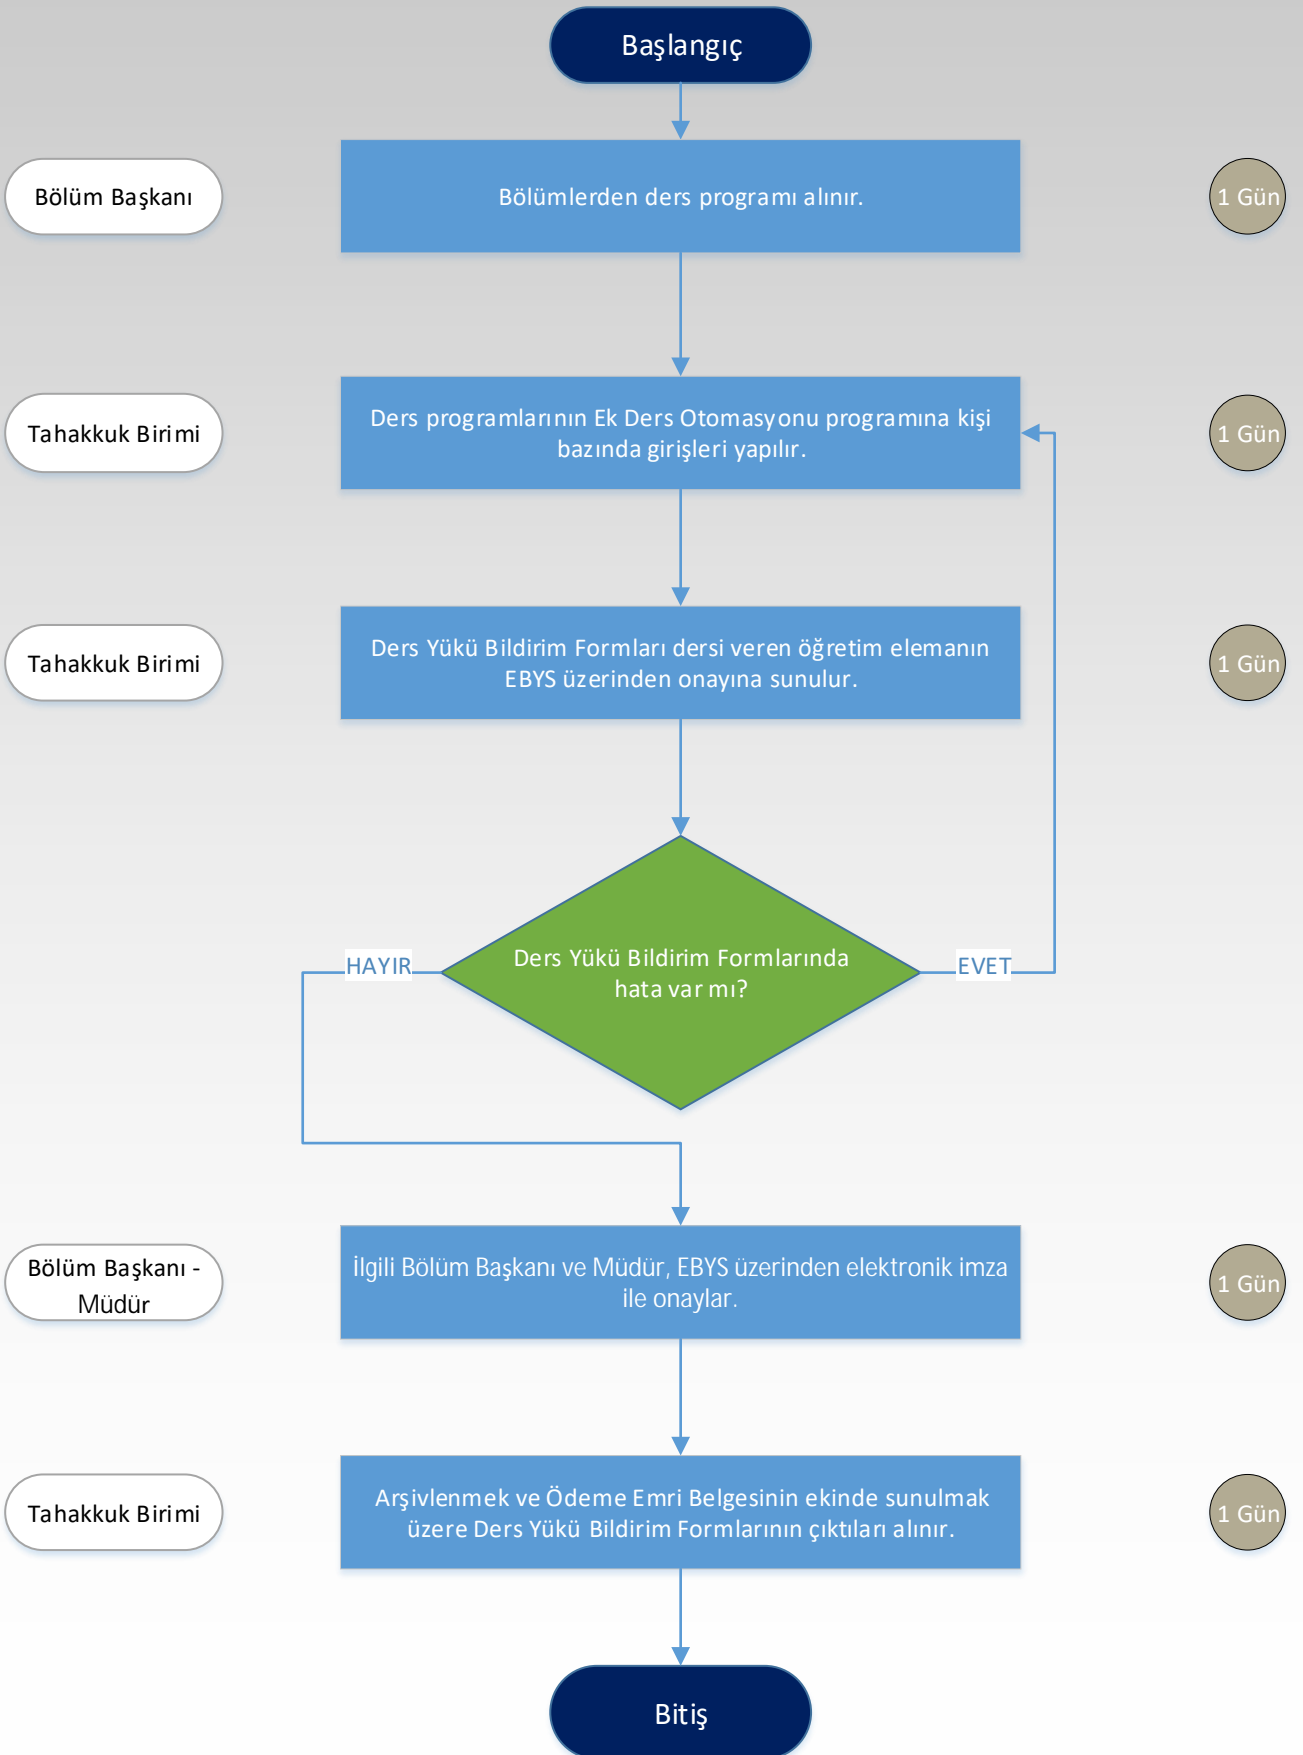 Başlangıç
Bölüm Başkanı
Bölümlerden ders programı alınır.
1 Gün
Tahakkuk Birimi
Ders programlarının Ek Ders Otomasyonu programına kişi
bazında girişleri yapılır.
1 Gün
Tahakkuk Birimi
Ders Yükü Bildirim Formları dersi veren öğretim elemanın
EBYS üzerinden onayına sunulur.
1 Gün
HAYIR
Ders Yükü Bildirim Formlarında
hata var mı?
EVET
Bölüm Başkanı -
Müdür
İlgili Bölüm Başkanı ve Müdür, EBYS üzerinden elektronik imza
ile onaylar.
1 Gün
Tahakkuk Birimi
Arşivlenmek ve Ödeme Emri Belgesinin ekinde sunulmak
üzere Ders Yükü Bildirim Formlarının çıktıları alınır.
1 Gün
Bitiş